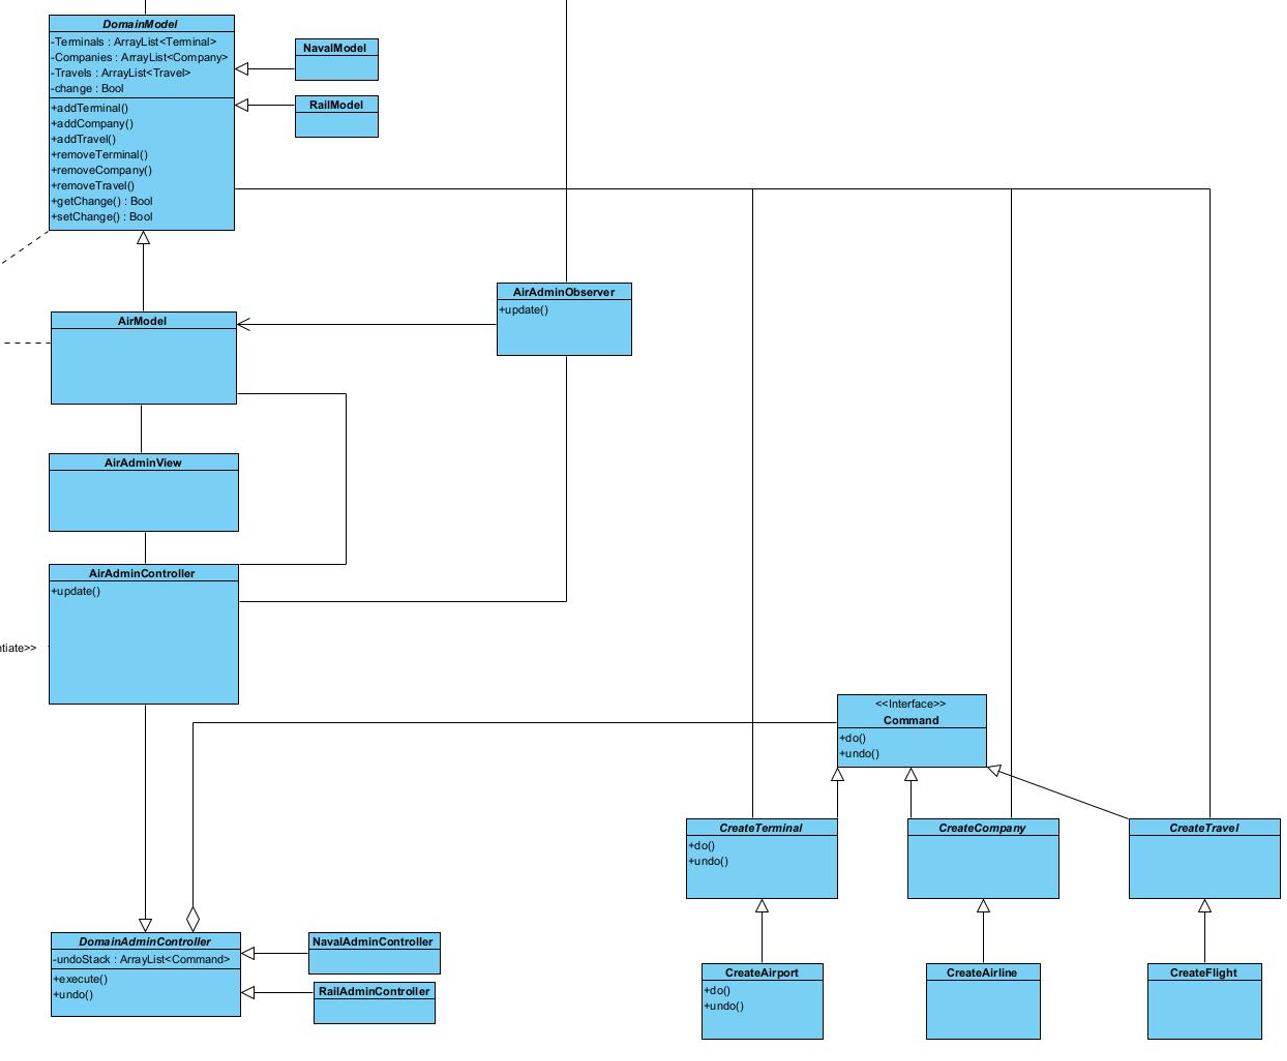 DomainModel
-Terminals : ArrayList<Terminal>
-Companies : ArrayList<Company>
-Travels : ArrayList<Travel>
-change : Bool
+addTerminal()
+addCompany()
+addTravel()
+removeTerminal()
+removeCompany()
+removeTravel()
+getChange() : Bool
+setChange() : Bool
NavalModel
RailModel
AirAdminObserver
+update()
AirModel
AirAdminView
AirAdminController
+update()
tiate>>
<<Interface>>
Command
+do()
+undo()
CreateTerminal
+do()
+undo()
CreateCompany
CreateTravel
DomainAdminController
-undoStack : ArrayList<Command>
+execute()
+undo()
NavalAdminController
RailAdminController
CreateAirport
+do()
+undo()
CreateAirline
CreateFlight